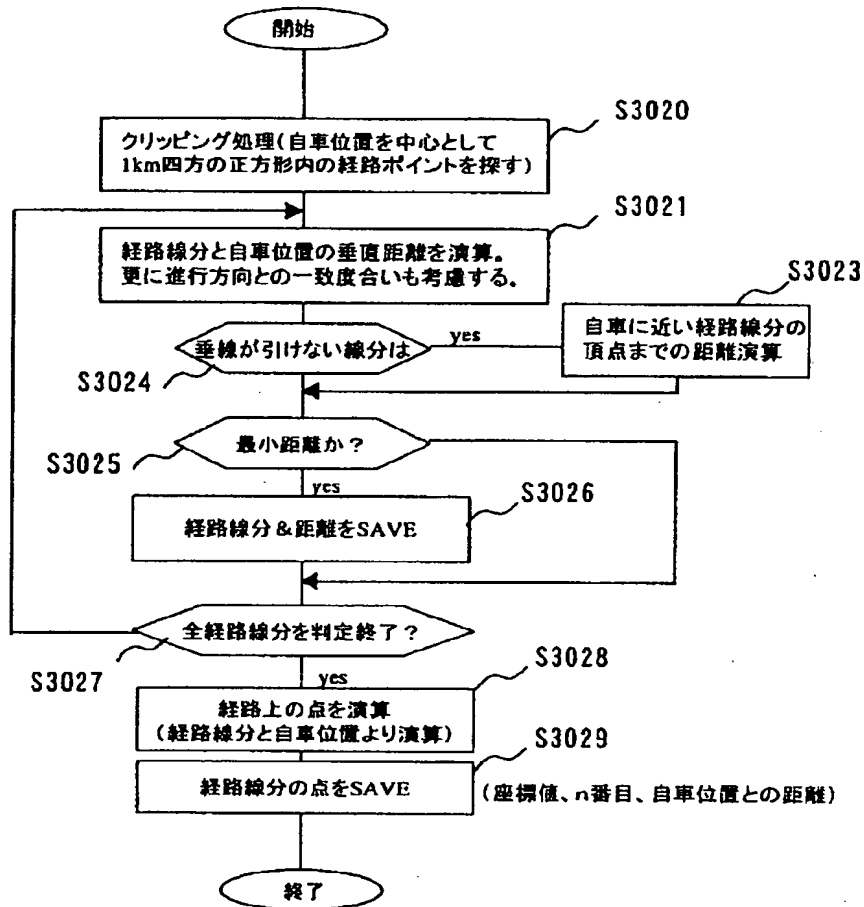 開始
S3020
クリッピング処理(自車位置を中心として
1km四方の正方形内の経路ポイントを探す)
S3021
経路線分と自車位置の垂直距離を演算。
更に進行方向との一致度合いも考慮する。
S3023
垂線が引けない線分は
yes
自車に近い経路線分の
頂点までの距離演算
S3024
最小距離か?
S3025
yes
S3026
経路線分&距離をSAVE
全経路線分を判定終了?
S3027
yes
S3028
経路上の点を演算
(経路線分と自車位置より演算)
S3029
経路線分の点をSAVE
(座標値、n番目、自車位置との距離)
終了